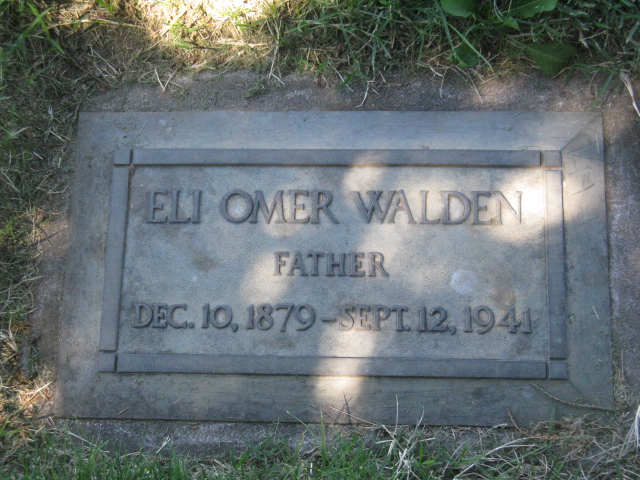 ELI OMER WALDEN
FATHER
DEC. 10, 1879 - SEPT. 12, 1941